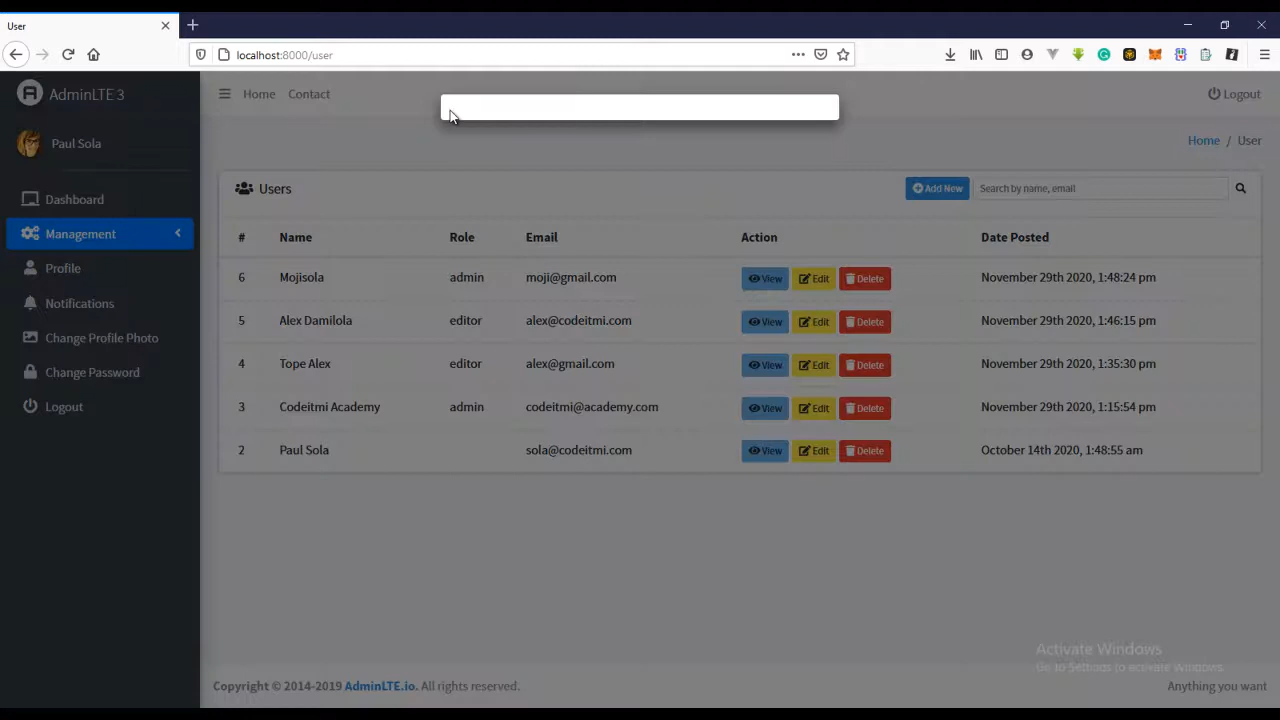 User
localhost:8000/user
AdminLTE 3
Home Contact
Logout
Paul Sola
Home / User
Users
Add New
Search by name, email
Dashboard
Management
Profile
Notifications
Change Profile Photo
Change Password
Logout
# Name Role Email Action Date Posted
6 Mojisola admin moji@gmail.com View Edit Delete November 29th 2020, 1:48:24 pm
5 Alex Damilola editor alex@codeitmi.com View Edit Delete November 29th 2020, 1:46:15 pm
4 Tope Alex editor alex@gmail.com View Edit Delete November 29th 2020, 1:35:30 pm
3 Codeitmi Academy admin codeitmi@academy.com View Edit Delete November 29th 2020, 1:15:54 pm
2 Paul Sola sola@codeitmi.com View Edit Delete October 14th 2020, 1:48:55 am
Activate Windows
Go to Settings to activate Windows.
Copyright © 2014-2019 AdminLTE.io. All rights reserved.
Anything you want